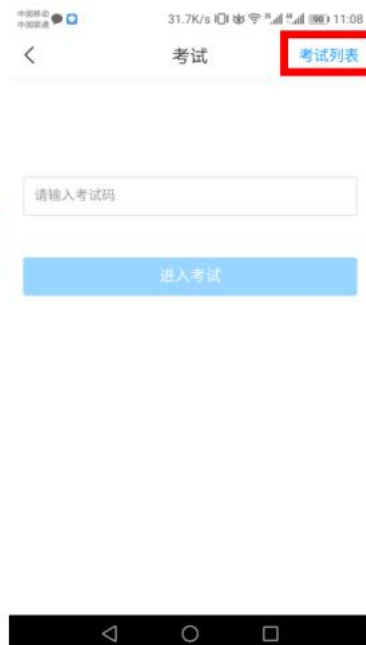 中国移动
中国联通
31.7K/s 11:08
考试
考试列表
请输入考试码
进入考试